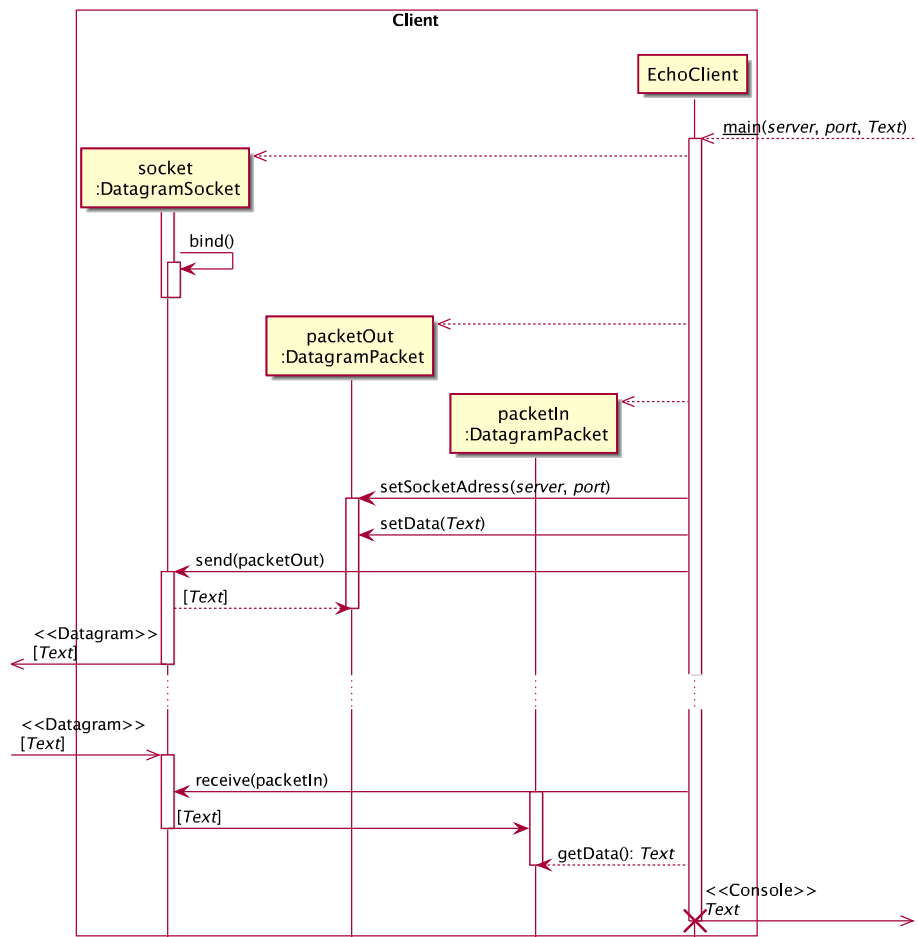 Client
EchoClient
main(server, port, Text)
socket
:DatagramSocket
bind()
packetOut
:DatagramPacket
packetIn
:DatagramPacket
setSocketAdress(server, port)
setData(Text)
send(packetOut)
[Text]
<<Datagram>>
[Text]
<<Datagram>>
[Text]
receive(packetIn)
[Text]
getData(): Text
<<Console>>
Text